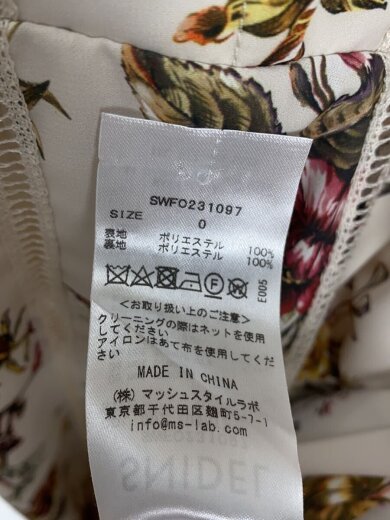 SWFO231097
SIZE 0
表地 ポリエステル 100%
裏地 ポリエステル 100%
E005
＜お取り扱い上のご注意＞
クリーニングの際はネットを使用
してください
アイロンはあて布を使用してくだ
さい
MADE IN CHINA
(株) マッシュスタイルラボ
東京都千代田区麹町5-7-1
info@ms-lab.com
SNIDEL